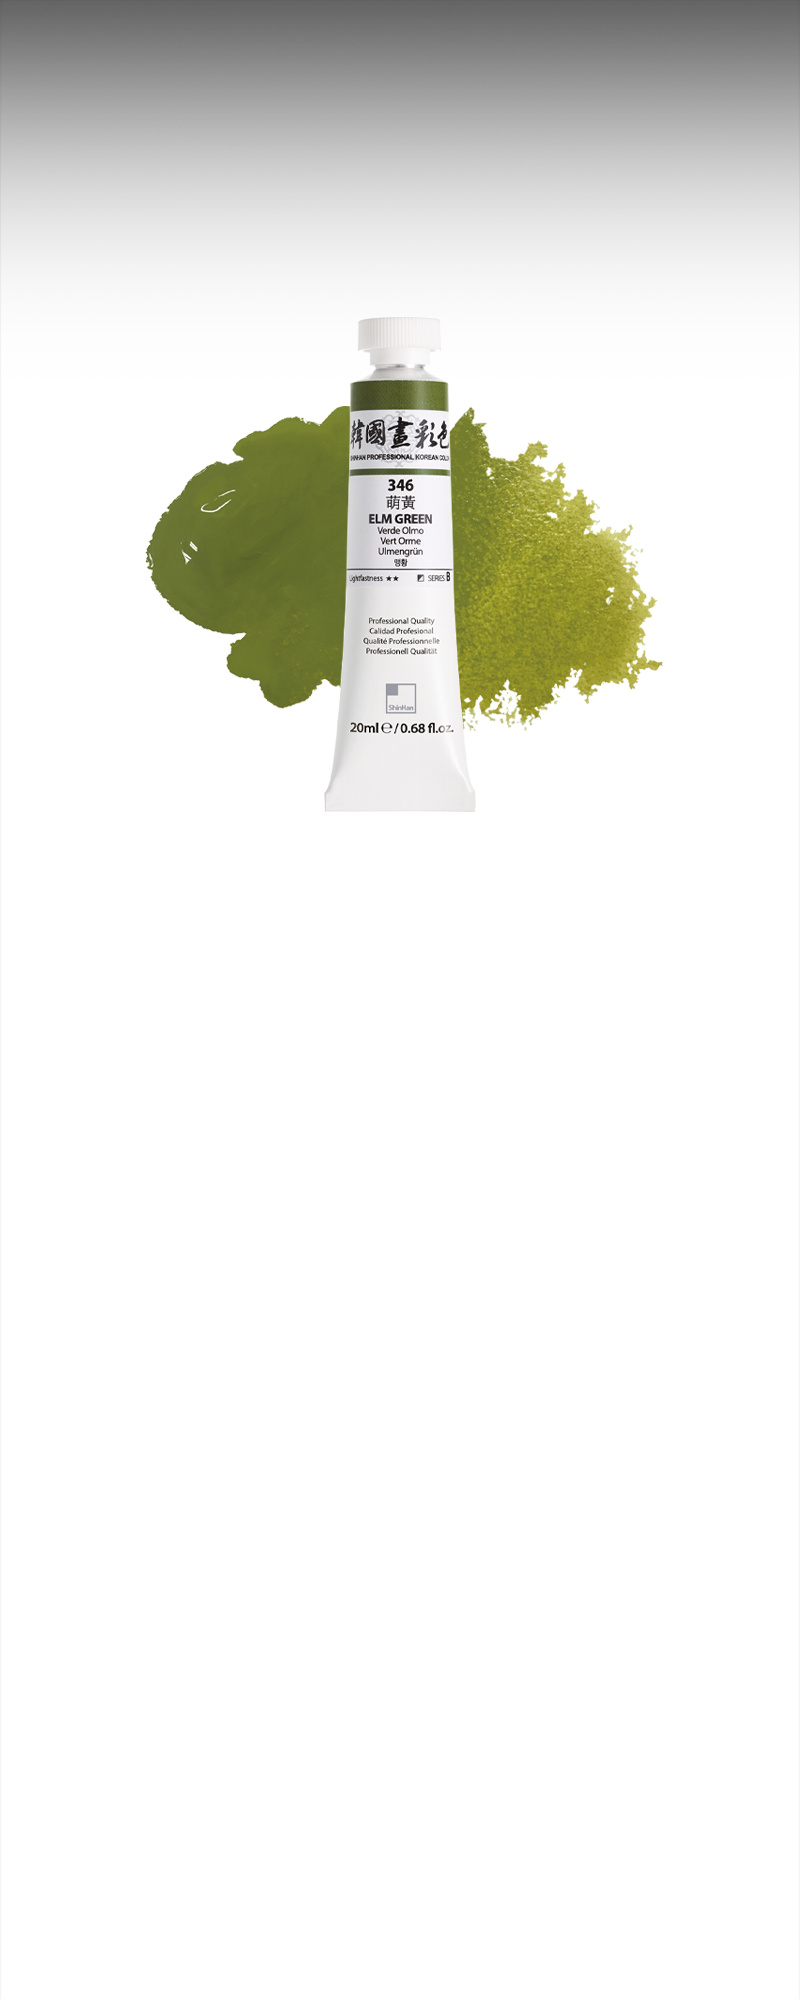 韓國畫彩色
SHINHAN PROFESSIONAL KOREAN COLOR
346
萌黃
ELM GREEN
Verde Olmo
Vert Orme
Ulmengrün
맹황
Lightfastness ★★ SERIES B
Professional Quality
Calidad Profesional
Qualité Professionnelle
Professionell Qualität
ShinHan
20ml ℮ / 0.68 fl.oz.